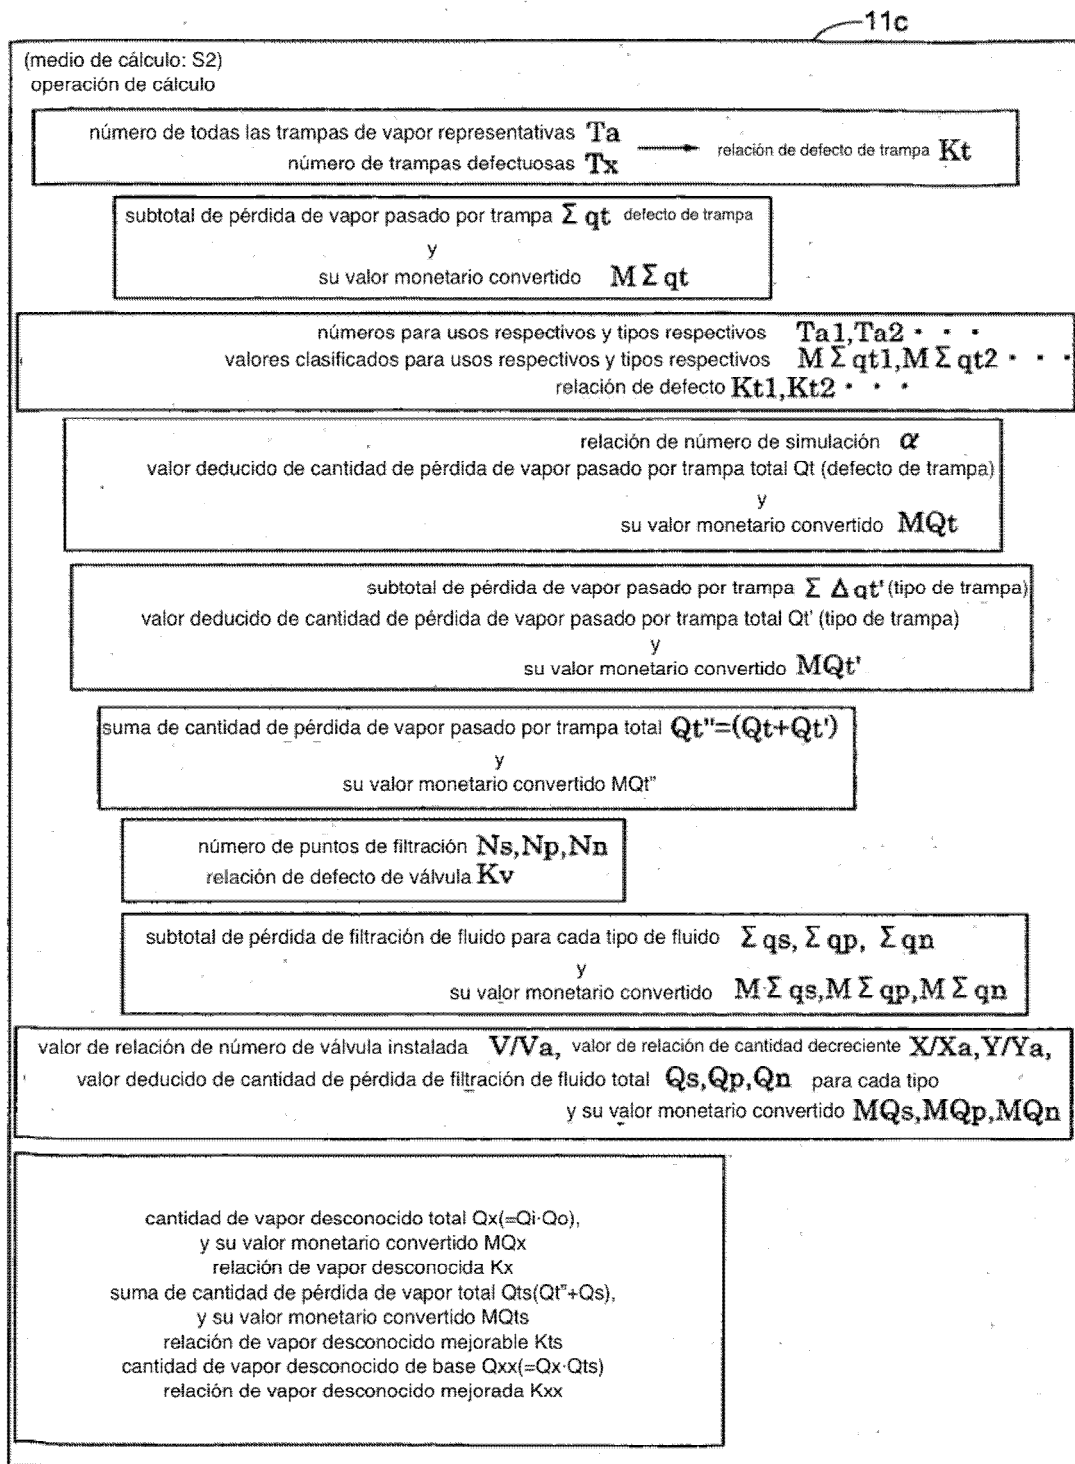 11c
(medio de cálculo: S2)
operación de cálculo
número de todas las trampas de vapor representativas Ta
número de trampas defectuosas Tx → relación de defecto de trampa Kt
subtotal de pérdida de vapor pasado por trampa Σ qt defecto de trampa
y
su valor monetario convertido M Σ qt
números para usos respectivos y tipos respectivos Ta1,Ta2 · · ·
valores clasificados para usos respectivos y tipos respectivos M Σ qt1,M Σ qt2 · · ·
relación de defecto Kt1,Kt2 · · ·
relación de número de simulación α
valor deducido de cantidad de pérdida de vapor pasado por trampa total Qt (defecto de trampa)
y
su valor monetario convertido MQt
subtotal de pérdida de vapor pasado por trampa Σ Δqt' (tipo de trampa)
valor deducido de cantidad de pérdida de vapor pasado por trampa total Qt' (tipo de trampa)
y
su valor monetario convertido MQt'
suma de cantidad de pérdida de vapor pasado por trampa total Qt"=(Qt+Qt')
y
su valor monetario convertido MQt"
número de puntos de filtración Ns,Np,Nn
relación de defecto de válvula Kv
subtotal de pérdida de filtración de fluido para cada tipo de fluido Σ qs, Σ qp, Σ qn
y
su valor monetario convertido M Σ qs,M Σ qp,M Σ qn
valor de relación de número de válvula instalada V/Va, valor de relación de cantidad decreciente X/Xa,Y/Ya,
valor deducido de cantidad de pérdida de filtración de fluido total Qs,Qp,Qn para cada tipo
y su valor monetario convertido MQs,MQp,MQn
cantidad de vapor desconocido total Qx(=Qi·Qo),
y su valor monetario convertido MQx
relación de vapor desconocida Kx
suma de cantidad de pérdida de vapor total Qts(Qt"+Qs),
y su valor monetario convertido MQts
relación de vapor desconocido mejorable Kts
cantidad de vapor desconocido de base Qxx(=Qx·Qts)
relación de vapor desconocido mejorada Kxx